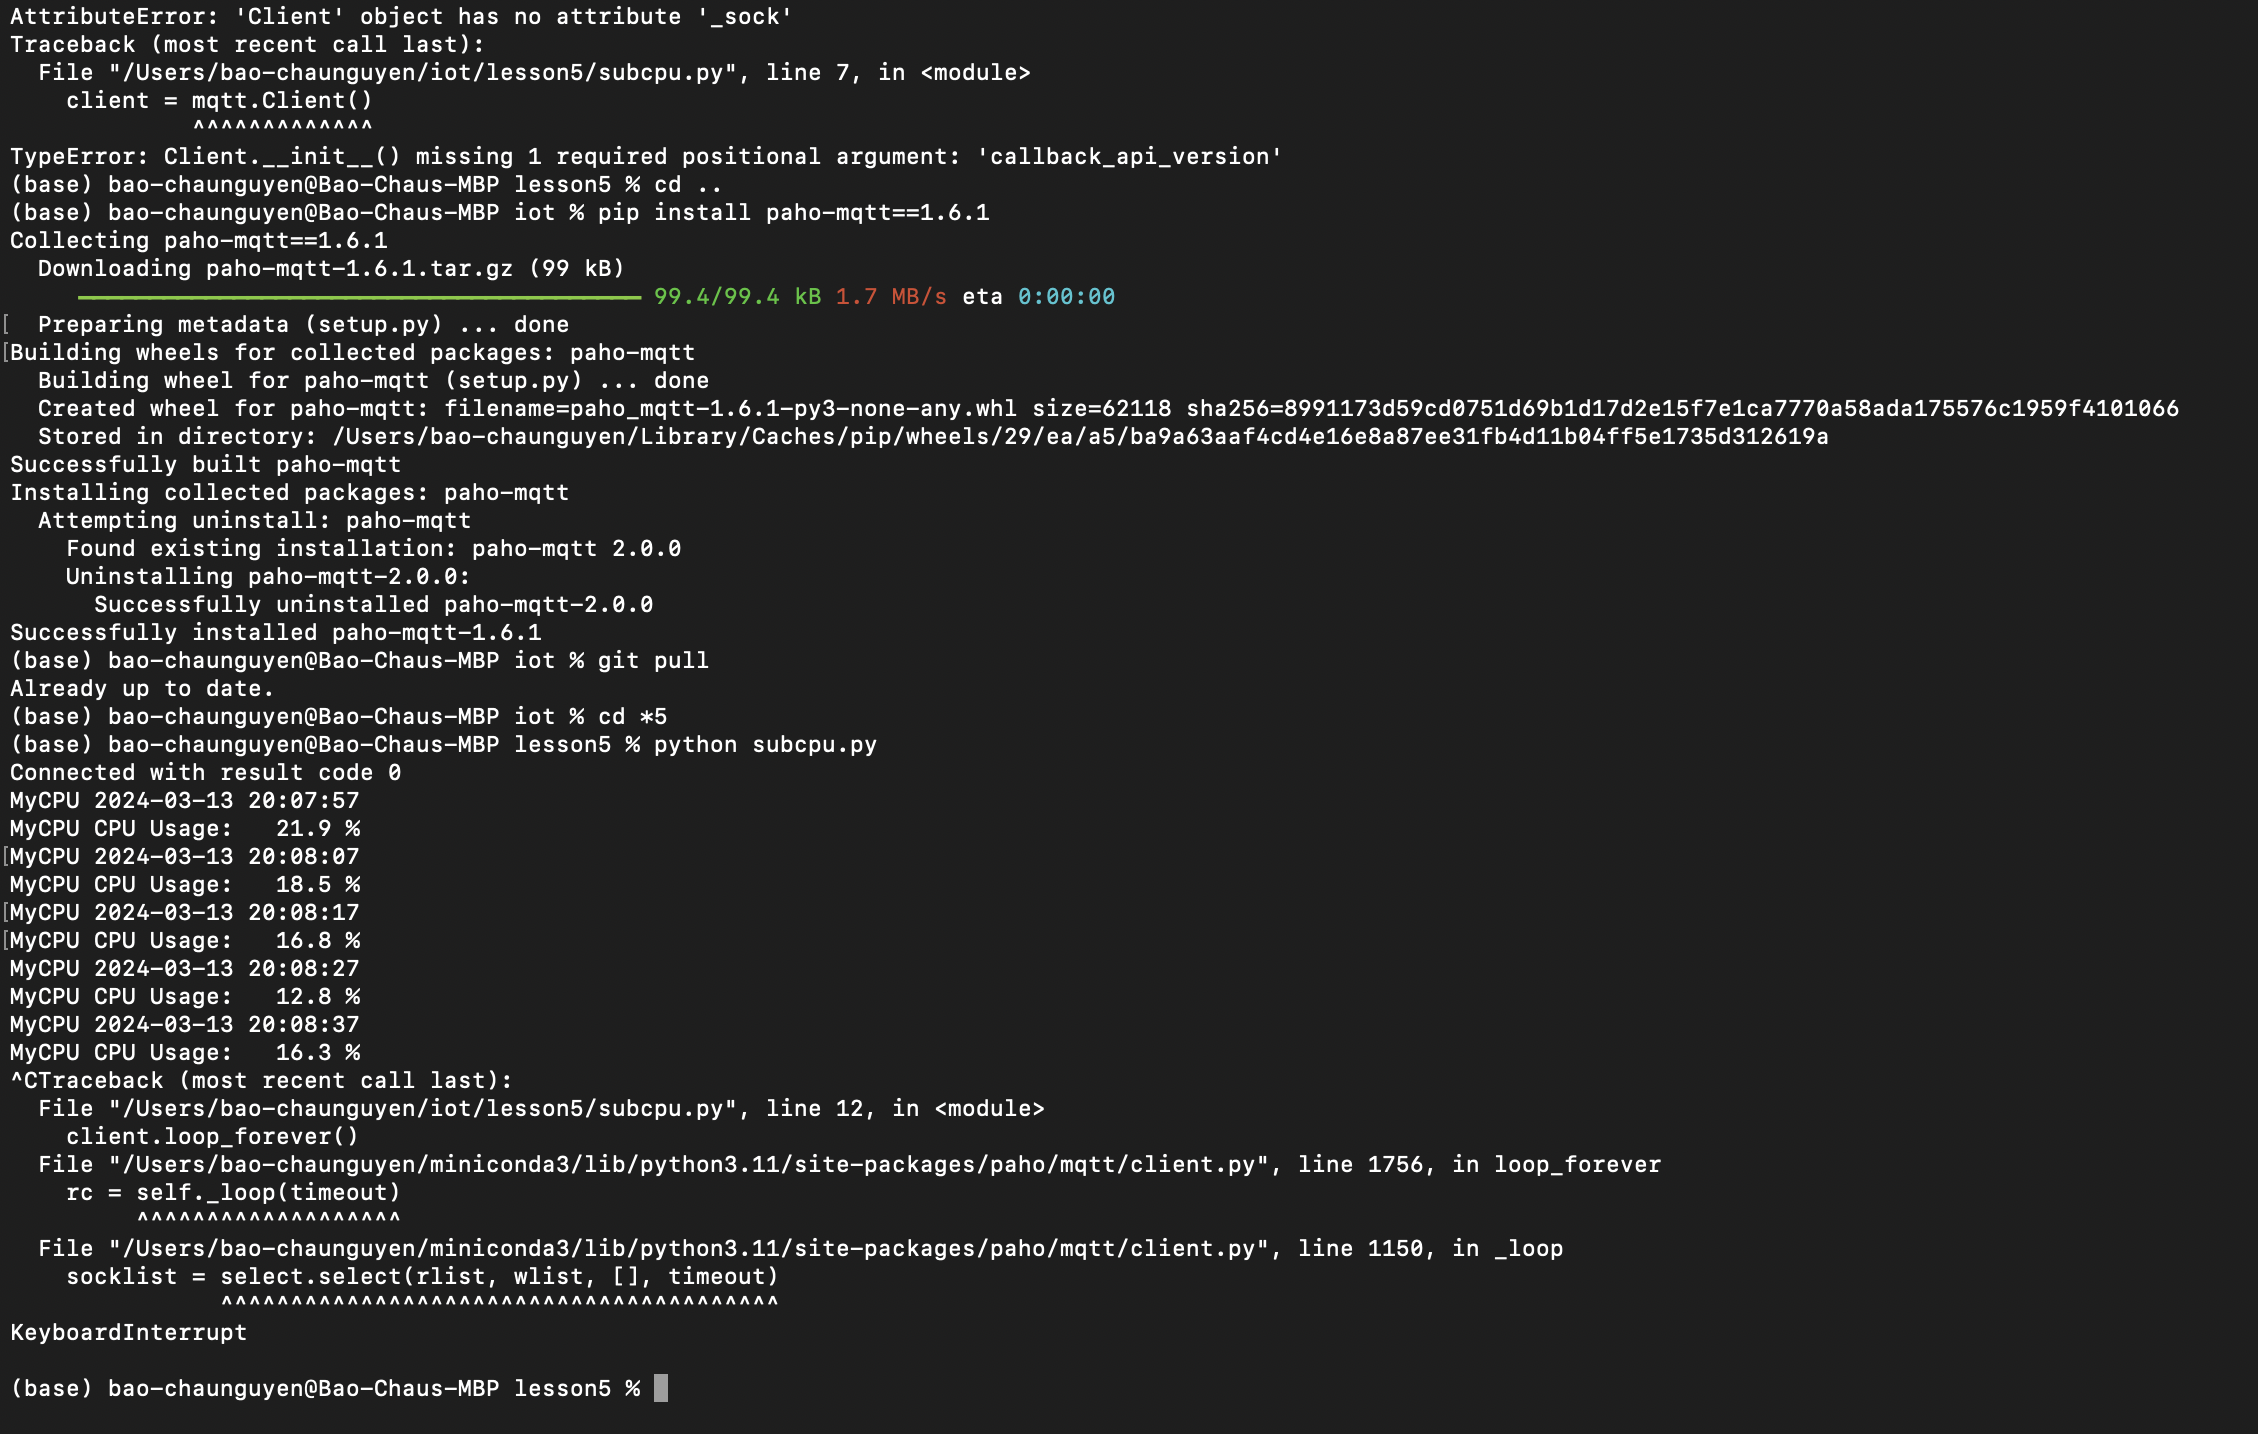 AttributeError: 'Client' object has no attribute '_sock'
Traceback (most recent call last):
  File "/Users/bao-chaunguyen/iot/lesson5/subcpu.py", line 7, in <module>
    client = mqtt.Client()
             ^^^^^^^^^^^^^
TypeError: Client.__init__() missing 1 required positional argument: 'callback_api_version'
(base) bao-chaunguyen@Bao-Chaus-MBP lesson5 % cd ..
(base) bao-chaunguyen@Bao-Chaus-MBP iot % pip install paho-mqtt==1.6.1
Collecting paho-mqtt==1.6.1
  Downloading paho-mqtt-1.6.1.tar.gz (99 kB)
     ━━━━━━━━━━━━━━━━━━━━━━━━━━━━━━━━━━━━━━━━ 99.4/99.4 kB 1.7 MB/s eta 0:00:00
[  Preparing metadata (setup.py) ... done
[Building wheels for collected packages: paho-mqtt
  Building wheel for paho-mqtt (setup.py) ... done
  Created wheel for paho-mqtt: filename=paho_mqtt-1.6.1-py3-none-any.whl size=62118 sha256=8991173d59cd0751d69b1d17d2e15f7e1ca7770a58ada175576c1959f4101066
  Stored in directory: /Users/bao-chaunguyen/Library/Caches/pip/wheels/29/ea/a5/ba9a63aaf4cd4e16e8a87ee31fb4d11b04ff5e1735d312619a
Successfully built paho-mqtt
Installing collected packages: paho-mqtt
  Attempting uninstall: paho-mqtt
    Found existing installation: paho-mqtt 2.0.0
    Uninstalling paho-mqtt-2.0.0:
      Successfully uninstalled paho-mqtt-2.0.0
Successfully installed paho-mqtt-1.6.1
(base) bao-chaunguyen@Bao-Chaus-MBP iot % git pull
Already up to date.
(base) bao-chaunguyen@Bao-Chaus-MBP iot % cd *5
(base) bao-chaunguyen@Bao-Chaus-MBP lesson5 % python subcpu.py
Connected with result code 0
MyCPU 2024-03-13 20:07:57
MyCPU CPU Usage:   21.9 %
[MyCPU 2024-03-13 20:08:07
MyCPU CPU Usage:   18.5 %
[MyCPU 2024-03-13 20:08:17
[MyCPU CPU Usage:   16.8 %
MyCPU 2024-03-13 20:08:27
MyCPU CPU Usage:   12.8 %
MyCPU 2024-03-13 20:08:37
MyCPU CPU Usage:   16.3 %
^CTraceback (most recent call last):
  File "/Users/bao-chaunguyen/iot/lesson5/subcpu.py", line 12, in <module>
    client.loop_forever()
  File "/Users/bao-chaunguyen/miniconda3/lib/python3.11/site-packages/paho/mqtt/client.py", line 1756, in loop_forever
    rc = self._loop(timeout)
         ^^^^^^^^^^^^^^^^^^^
  File "/Users/bao-chaunguyen/miniconda3/lib/python3.11/site-packages/paho/mqtt/client.py", line 1150, in _loop
    socklist = select.select(rlist, wlist, [], timeout)
               ^^^^^^^^^^^^^^^^^^^^^^^^^^^^^^^^^^^^^^^^
KeyboardInterrupt
(base) bao-chaunguyen@Bao-Chaus-MBP lesson5 %